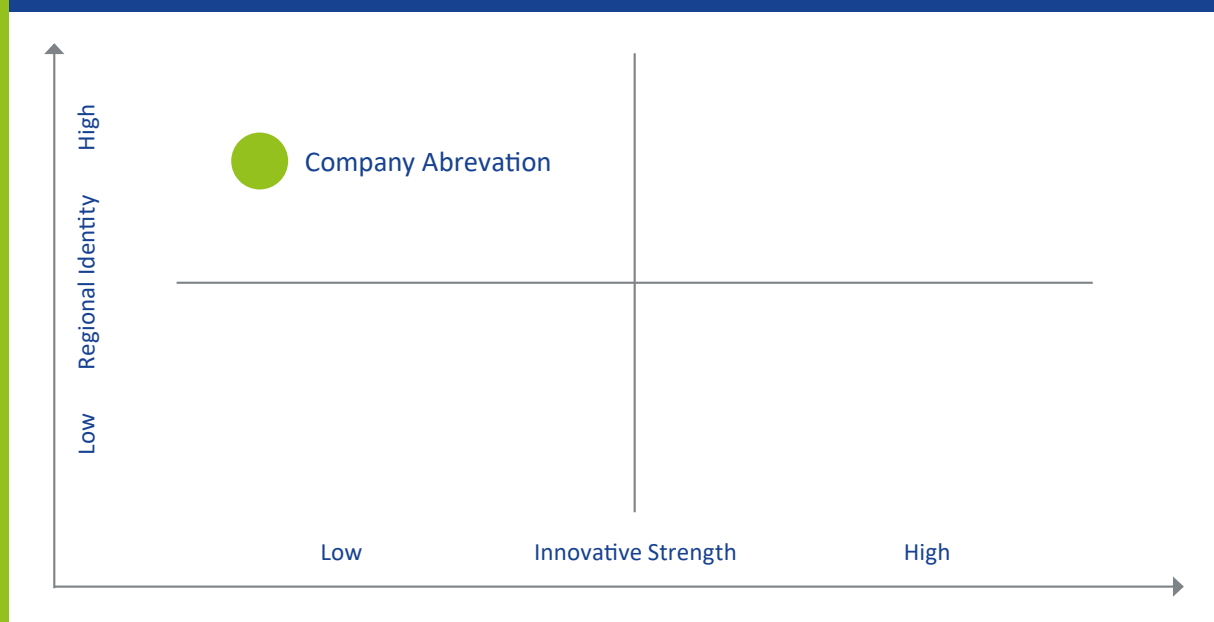 High
Company Abrevation
Regional Identity
Low
Low
Innovative Strength
High